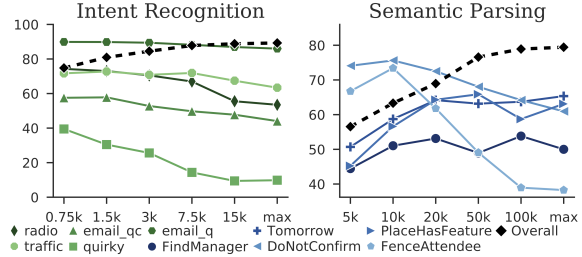 Intent Recognition
Semantic Parsing
100
80
60
40
20
0
0.75k 1.5k 3k 7.5k 15k max
80
70
60
50
40
5k 10k 20k 50k 100k max
radio email_qc email_q Tomorrow PlaceHasFeature Overall
traffic quirky FindManager DoNotConfirm FenceAttendee